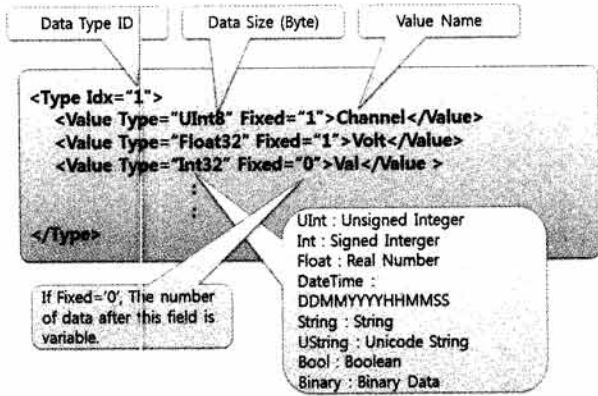 Data Type ID
Data Size (Byte)
Value Name
<Type Idx="1">
<Value Type="UInt8" Fixed="1">Channel</Value>
<Value Type="Float32" Fixed="1">Volt</Value>
<Value Type="Int32" Fixed="0">Val</Value >
</Type>
If Fixed='0', The number
of data after this field is
variable.
UInt : Unsigned Integer
Int : Signed Interger
Float : Real Number
DateTime :
DDMMYYYYHHMMSS
String : String
UString : Unicode String
Bool : Boolean
Binary : Binary Data